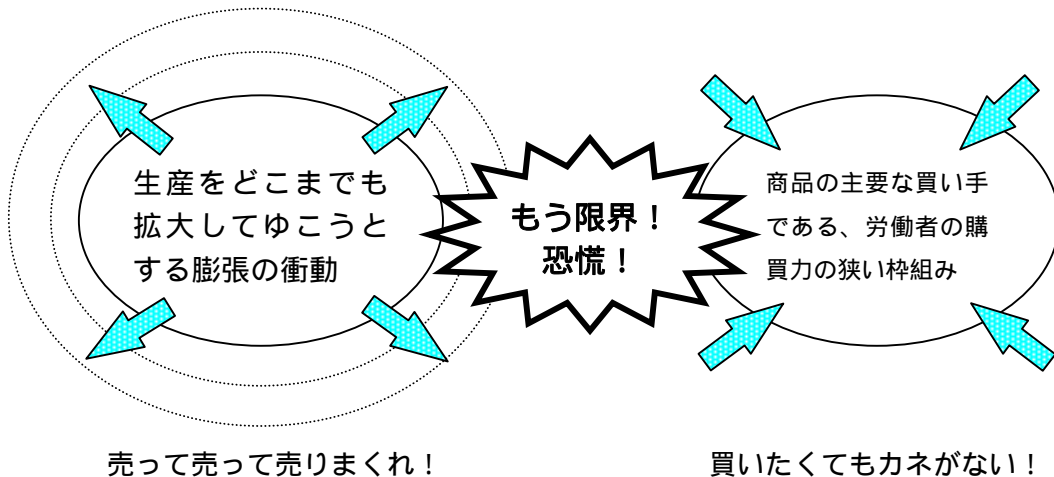 生産をどこまでも
拡大してゆこうと
する膨張の衝動
もう限界！
恐慌！
商品の主要な買い手
である、労働者の購
買力の狭い枠組み
売って売って売りまくれ！
買いたくてもカネがない！